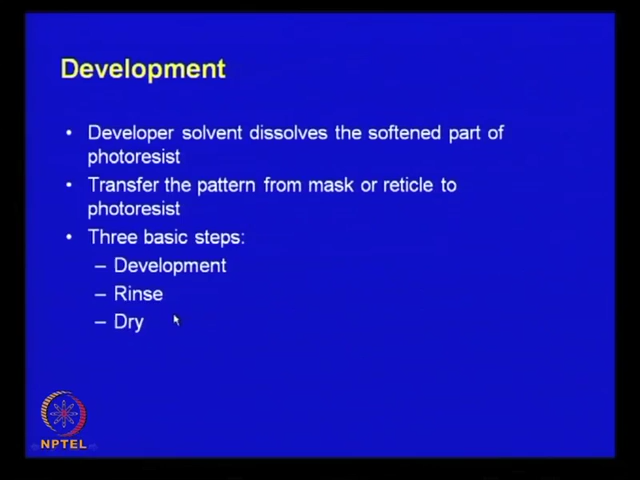 Development
• Developer solvent dissolves the softened part of
photoresist
• Transfer the pattern from mask or reticle to
photoresist
• Three basic steps:
– Development
– Rinse
– Dry
NPTEL